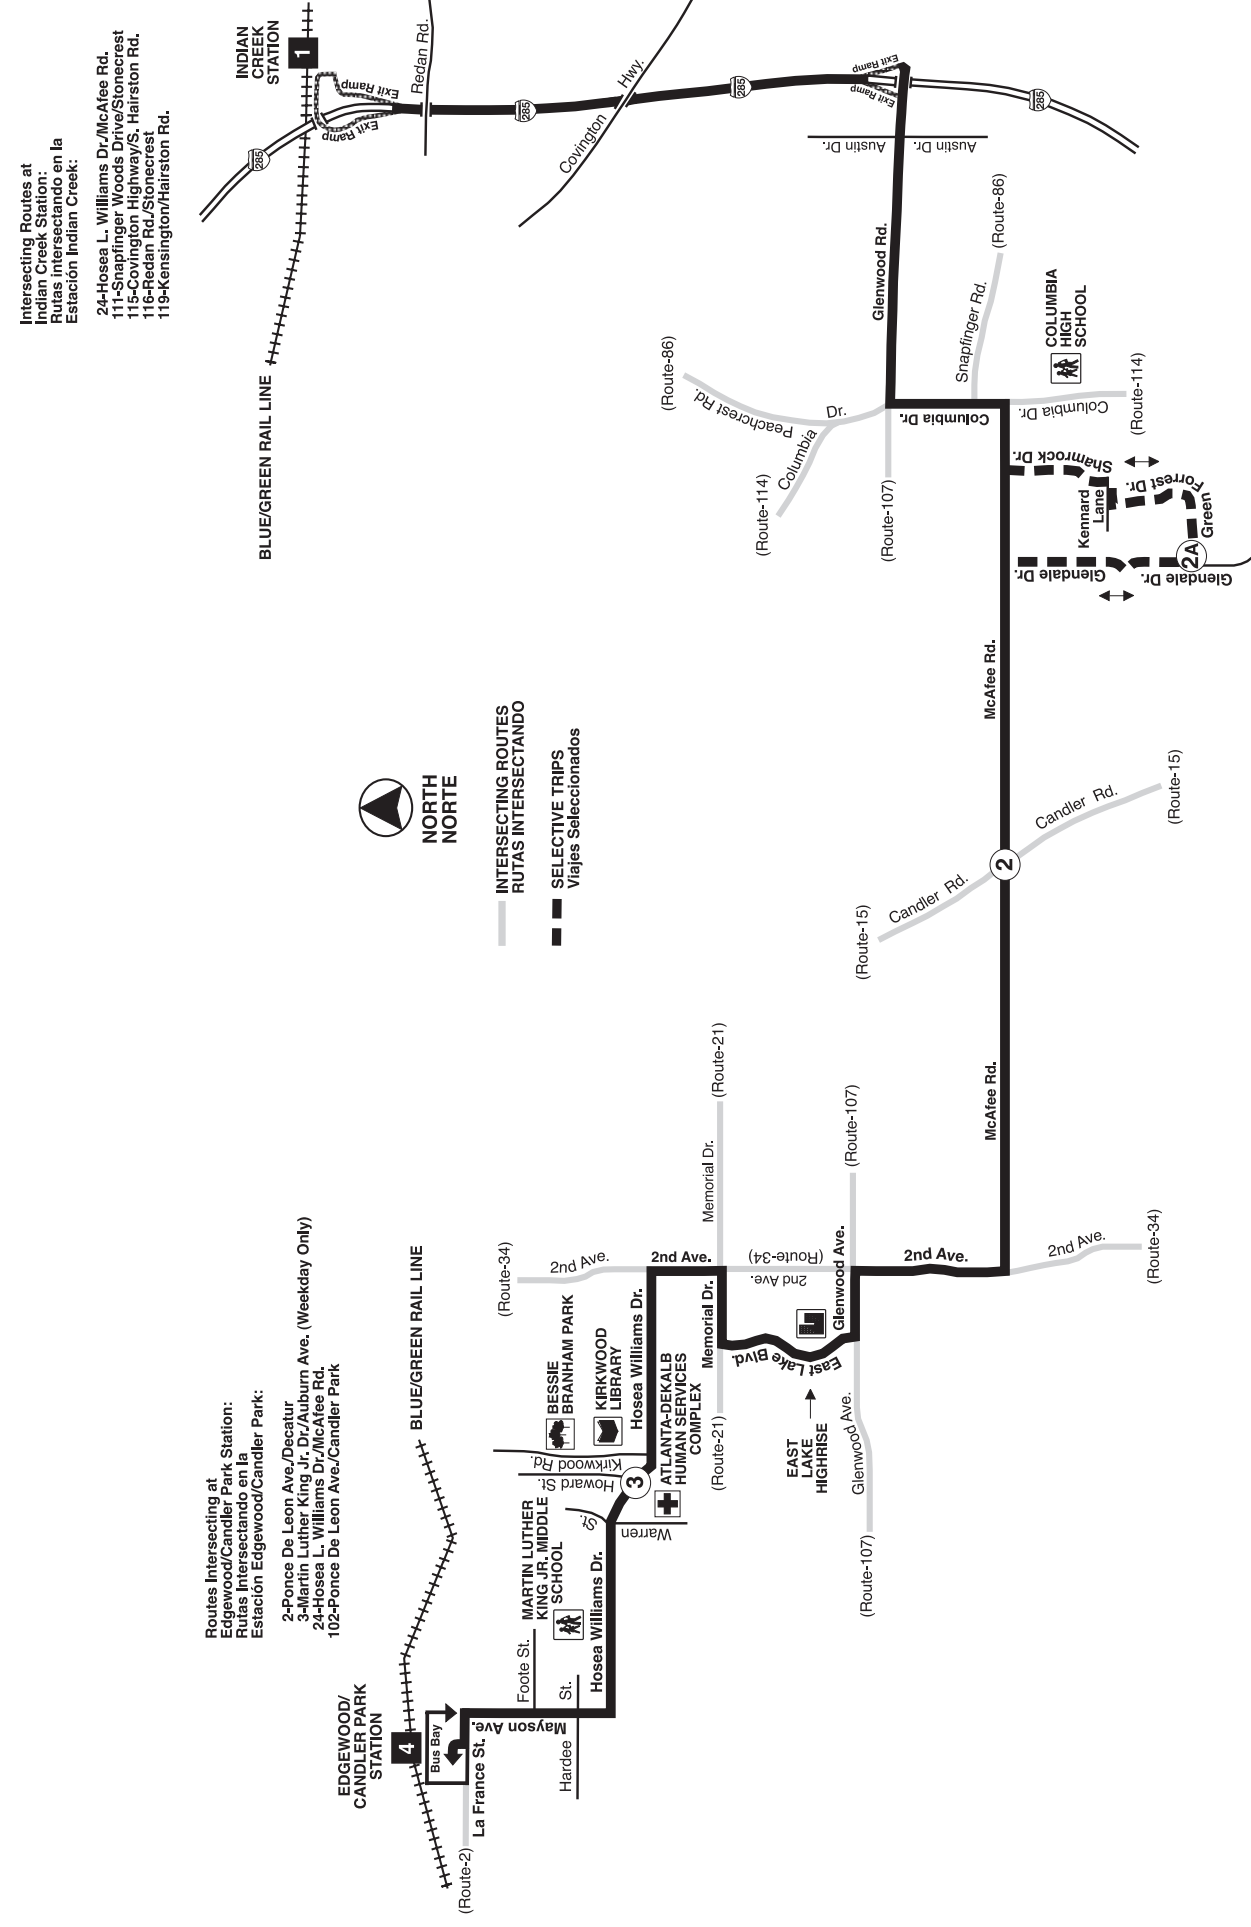 Intersecting Routes at
Indian Creek Station:
Rutas intersectando en la
Estación Indian Creek:
24-Hosea L. Williams Dr./McAfee Rd.
111-Snapfinger Woods Drive/Stonecrest
115-Covington Highway/S. Hairston Rd.
116-Redan Rd./Stonecrest
119-Kensington/Hairston Rd.
INDIAN
CREEK
STATION
1
BLUE/GREEN RAIL LINE
285
Exit Ramp
Exit Ramp
Redan Rd.
285
Covington Hwy.
285
Exit Ramp
Exit Ramp
285
Austin Dr.
Austin Dr.
Glenwood Rd.
(Route-86)
Snapfinger Rd.
COLUMBIA
HIGH
SCHOOL
(Route-86)
Peachcrest Rd.
Columbia Dr.
(Route-114)
(Route-107)
Columbia Dr.
Columbia Dr.
(Route-114)
Shamrock Dr.
Kennard
Lane
Forrest Dr.
Green
2A
Glendale Dr.
Glendale Dr.
McAfee Rd.
NORTH
NORTE
INTERSECTING ROUTES
RUTAS INTERSECTANDO
SELECTIVE TRIPS
Viajes Seleccionados
Candler Rd.
(Route-15)
2
Candler Rd.
(Route-15)
McAfee Rd.
Routes Intersecting at
Edgewood/Candler Park Station:
Rutas Intersectando en la
Estación Edgewood/Candler Park:
2-Ponce De Leon Ave./Decatur
3-Martin Luther King Jr. Dr./Auburn Ave. (Weekday Only)
24-Hosea L. Williams Dr./McAfee Rd.
102-Ponce De Leon Ave./Candler Park
BLUE/GREEN RAIL LINE
(Route-34)
2nd Ave.
2nd Ave.
Memorial Dr.
(Route-21)
(Route-34)
2nd Ave.
(Route-107)
Glenwood Ave.
2nd Ave.
2nd Ave.
(Route-34)
BESSIE
BRANHAM PARK
KIRKWOOD
LIBRARY
Hosea Williams Dr.
ATLANTA-DEKALB
HUMAN SERVICES
COMPLEX
Memorial Dr.
(Route-21)
East Lake Blvd.
EAST
LAKE
HIGHRISE
Glenwood Ave.
(Route-107)
Kirkwood Rd.
Howard St.
3
Warren St.
MARTIN LUTHER
KING JR. MIDDLE
SCHOOL
Hosea Williams Dr.
Foote St.
Hardee St.
Mayson Ave.
EDGEWOOD/
CANDLER PARK
STATION
4
Bus Bay
La France St.
(Route-2)